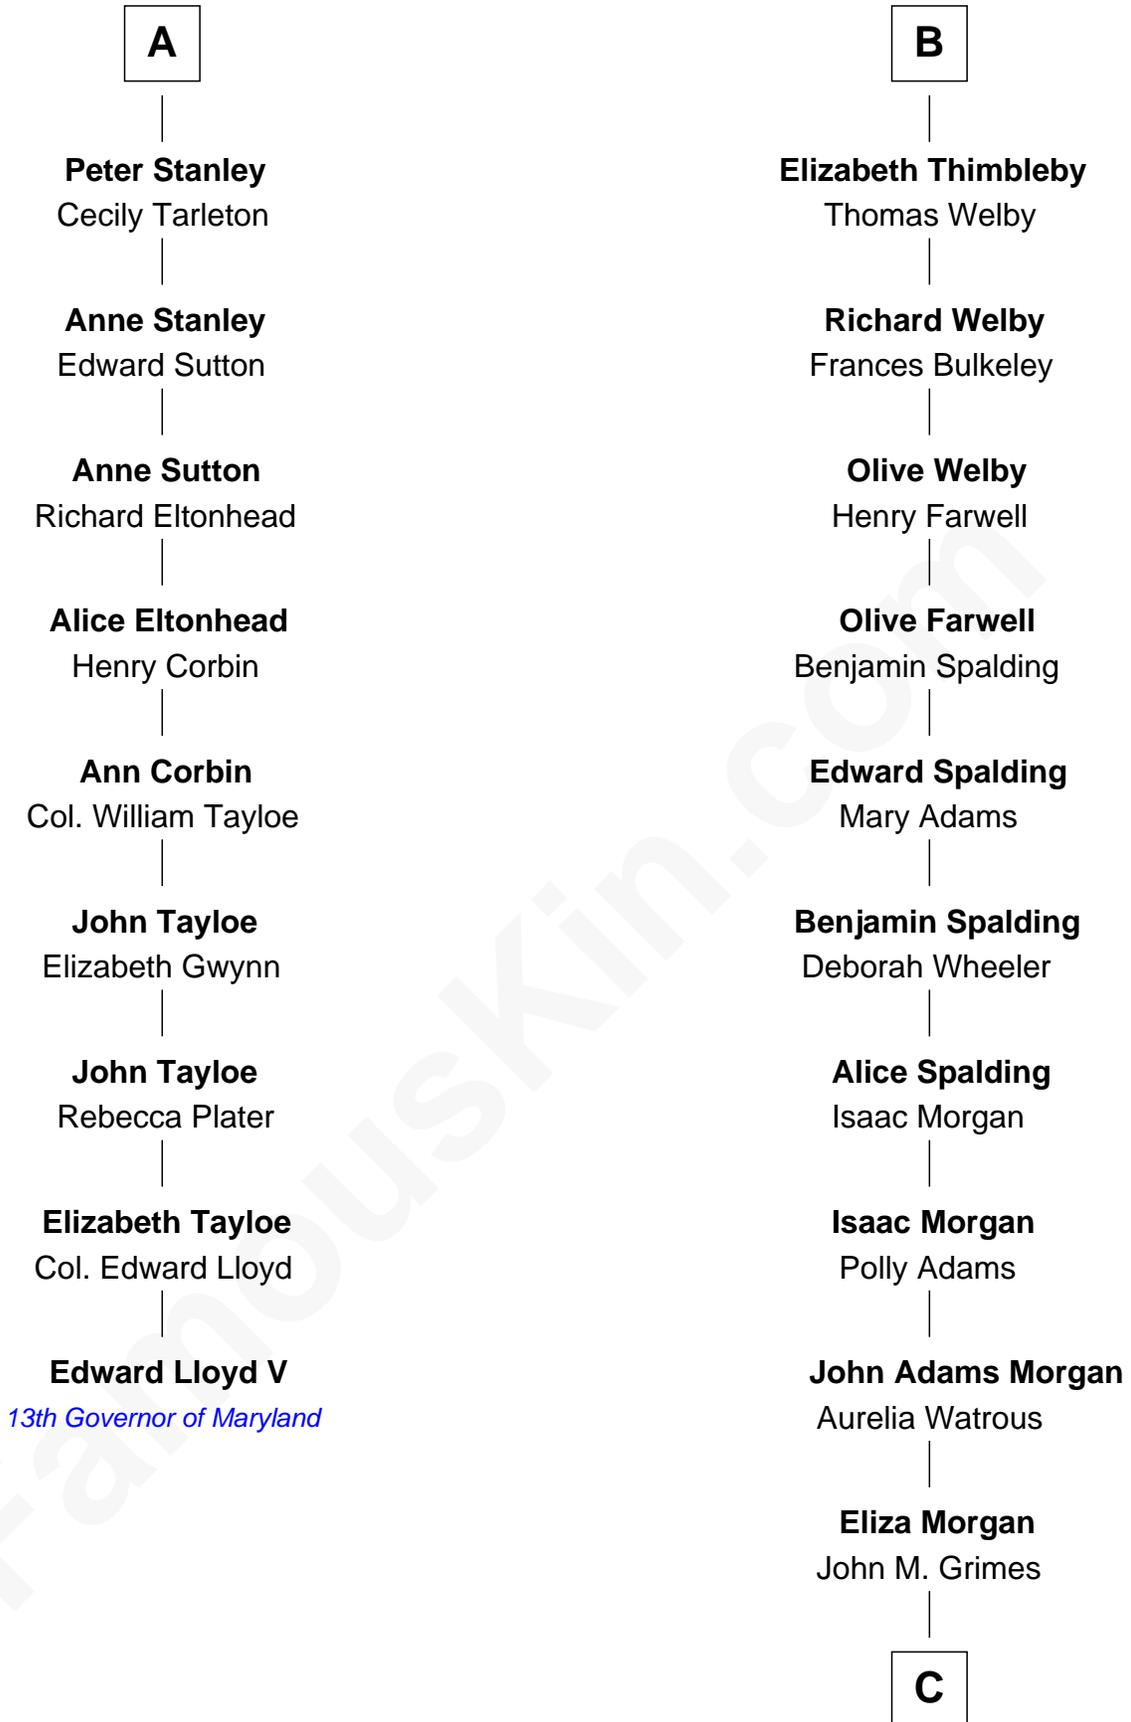 A
Peter Stanley
Cecily Tarleton
Anne Stanley
Edward Sutton
Anne Sutton
Richard Eltonhead
Alice Eltonhead
Henry Corbin
Ann Corbin
Col. William Tayloe
John Tayloe
Elizabeth Gwynn
John Tayloe
Rebecca Plater
Elizabeth Tayloe
Col. Edward Lloyd
Edward Lloyd V
13th Governor of Maryland
B
Elizabeth Thimbleby
Thomas Welby
Richard Welby
Frances Bulkeley
Olive Welby
Henry Farwell
Olive Farwell
Benjamin Spalding
Edward Spalding
Mary Adams
Benjamin Spalding
Deborah Wheeler
Alice Spalding
Isaac Morgan
Isaac Morgan
Polly Adams
John Adams Morgan
Aurelia Watrous
Eliza Morgan
John M. Grimes
C
FamousKin.com